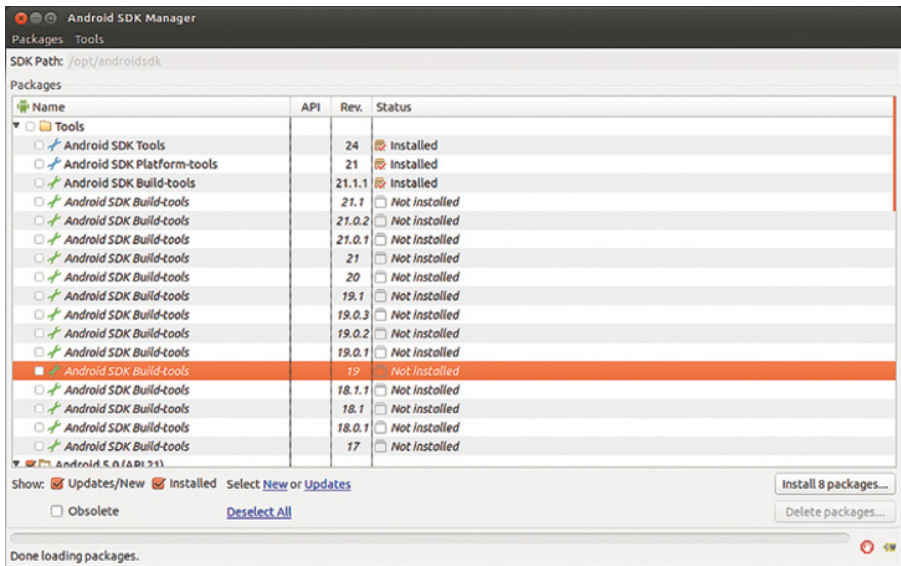 Android SDK Manager
Packages Tools
SDK Path: /opt/androidsdk
Packages
Name API Rev. Status
Tools
Android SDK Tools 24 Installed
Android SDK Platform-tools 21 Installed
Android SDK Build-tools 21.1.1 Installed
Android SDK Build-tools 21.1 Not installed
Android SDK Build-tools 21.0.2 Not installed
Android SDK Build-tools 21.0.1 Not installed
Android SDK Build-tools 21 Not installed
Android SDK Build-tools 20 Not installed
Android SDK Build-tools 19.1 Not installed
Android SDK Build-tools 19.0.3 Not installed
Android SDK Build-tools 19.0.2 Not installed
Android SDK Build-tools 19.0.1 Not installed
Android SDK Build-tools 19 Not installed
Android SDK Build-tools 18.1.1 Not installed
Android SDK Build-tools 18.1 Not installed
Android SDK Build-tools 18.0.1 Not installed
Android SDK Build-tools 17 Not installed
Android 5.0 (API 21)
Show: Updates/New Installed Select New or Updates Install 8 packages...
Obsolete Deselect All Delete packages...
Done loading packages.